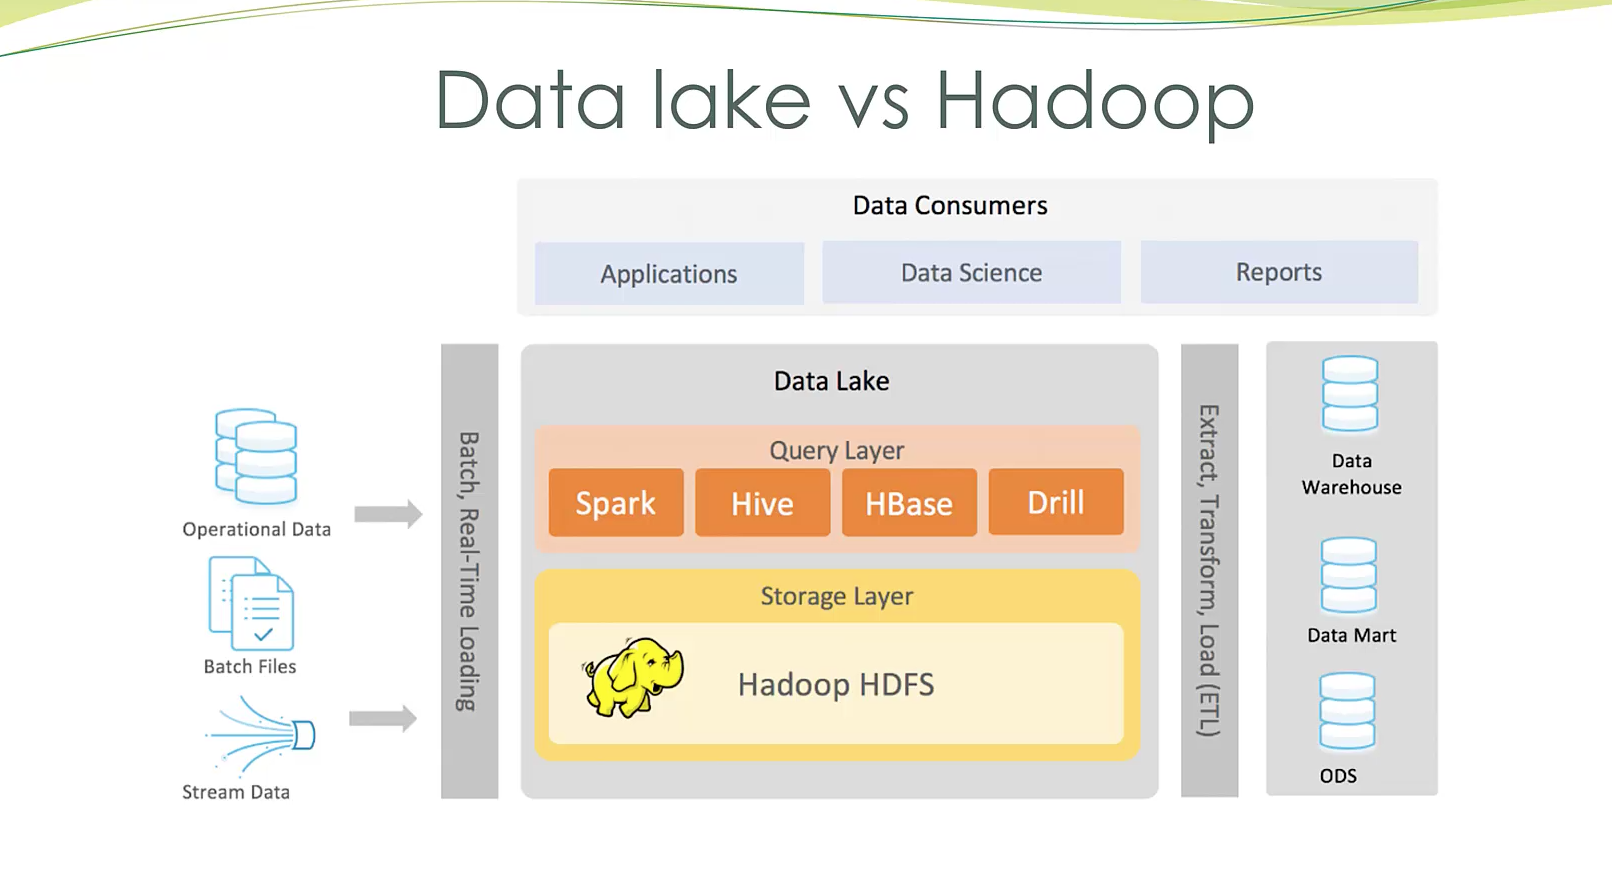 Data lake vs Hadoop
Data Consumers
Applications
Data Science
Reports
Operational Data
Batch Files
Stream Data
Batch, Real-Time Loading
Data Lake
Query Layer
Spark
Hive
HBase
Drill
Storage Layer
Hadoop HDFS
Extract, Transform, Load (ETL)
Data
Warehouse
Data Mart
ODS